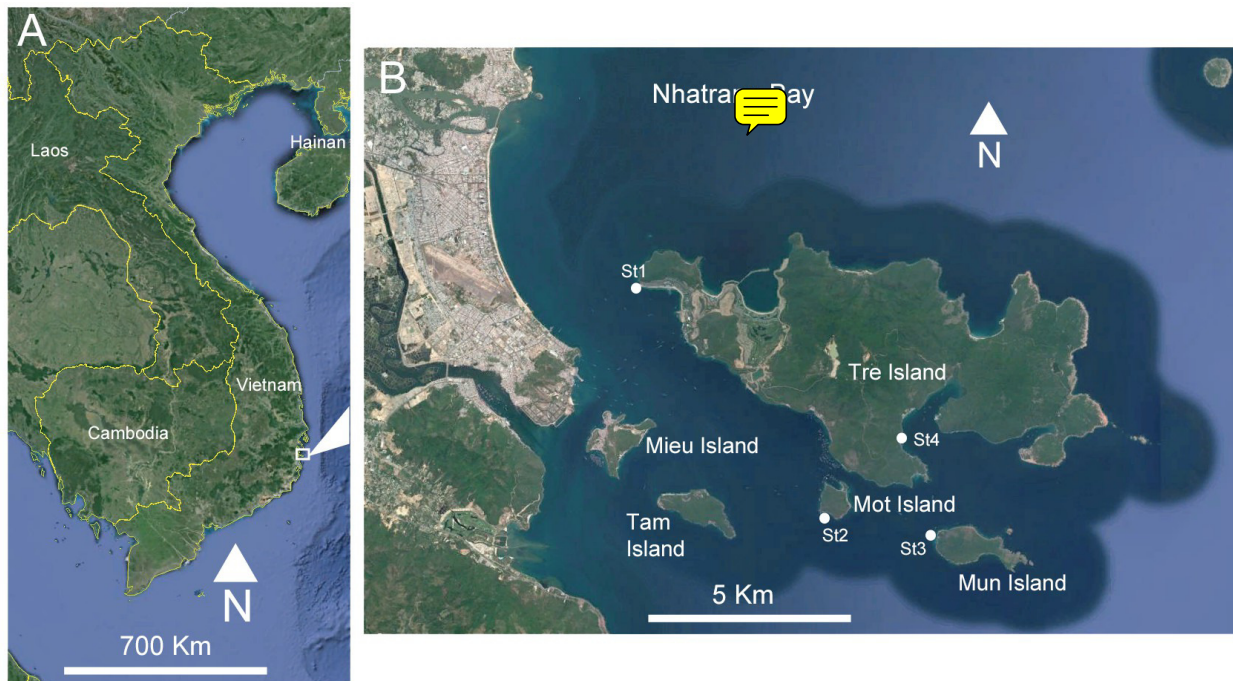 A
Laos
Hainan
Vietnam
Cambodia
N
700 Km
B
Bay
N
St1
Tre Island
St4
Mieu Island
Mot Island
Tam
Island
St2
St3
Mun Island
5 Km